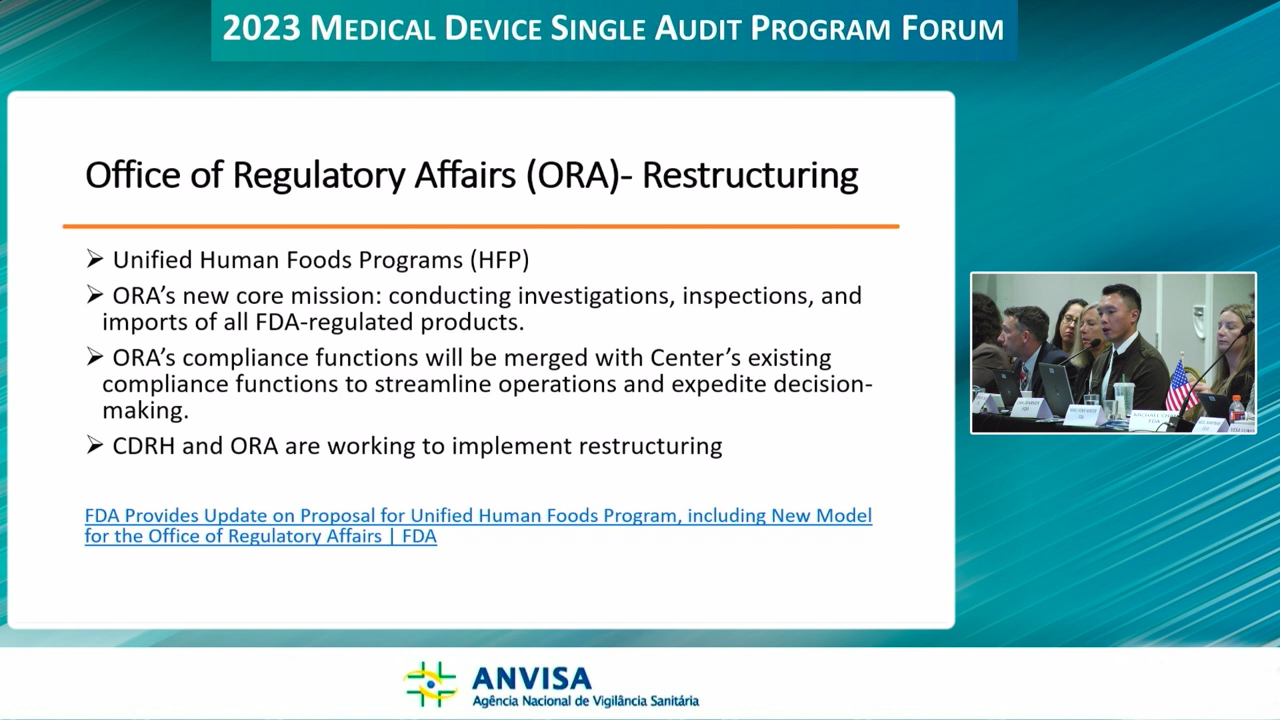 2023 MEDICAL DEVICE SINGLE AUDIT PROGRAM FORUM
Office of Regulatory Affairs (ORA)- Restructuring
➢ Unified Human Foods Programs (HFP)
➢ ORA's new core mission: conducting investigations, inspections, and
imports of all FDA-regulated products.
➢ ORA's compliance functions will be merged with Center's existing
compliance functions to streamline operations and expedite decision-
making.
➢ CDRH and ORA are working to implement restructuring
FDA Provides Update on Proposal for Unified Human Foods Program, including New Model
for the Office of Regulatory Affairs | FDA
FDA
ANVISA
Agência Nacional de Vigilância Sanitária